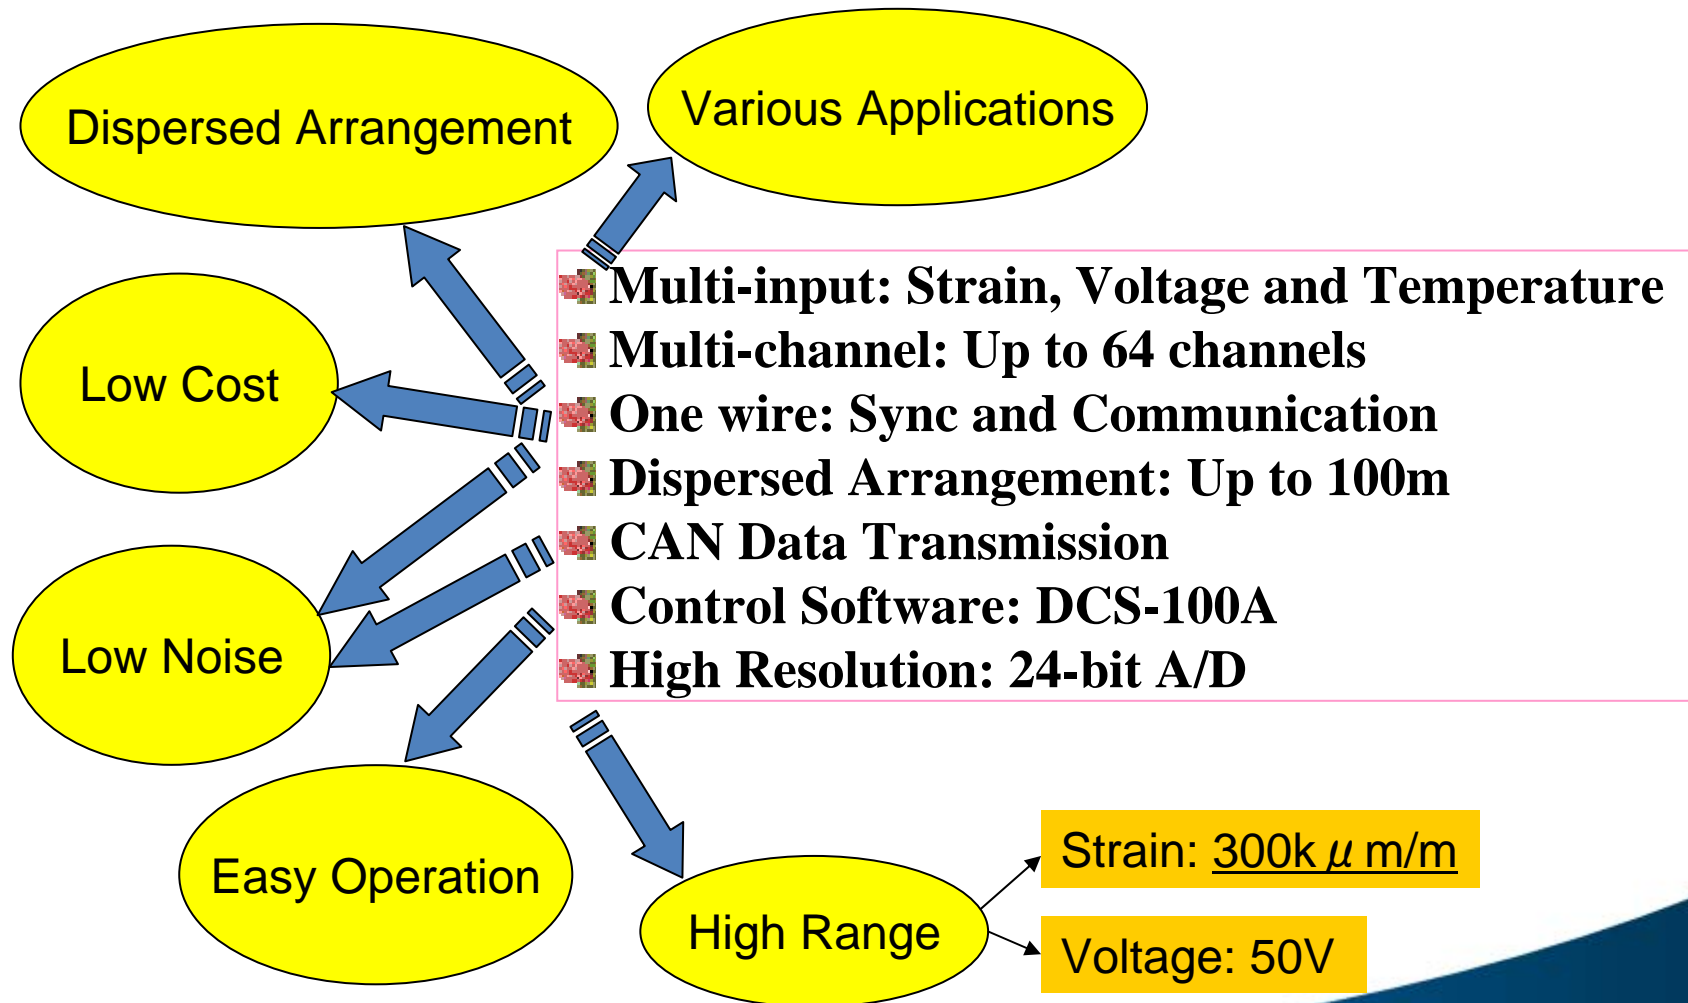 Dispersed Arrangement
Various Applications
Multi-input: Strain, Voltage and Temperature
Multi-channel: Up to 64 channels
One wire: Sync and Communication
Dispersed Arrangement: Up to 100m
CAN Data Transmission
Control Software: DCS-100A
High Resolution: 24-bit A/D
Low Cost
Low Noise
Easy Operation
High Range
Strain: 300k μ m/m
Voltage: 50V